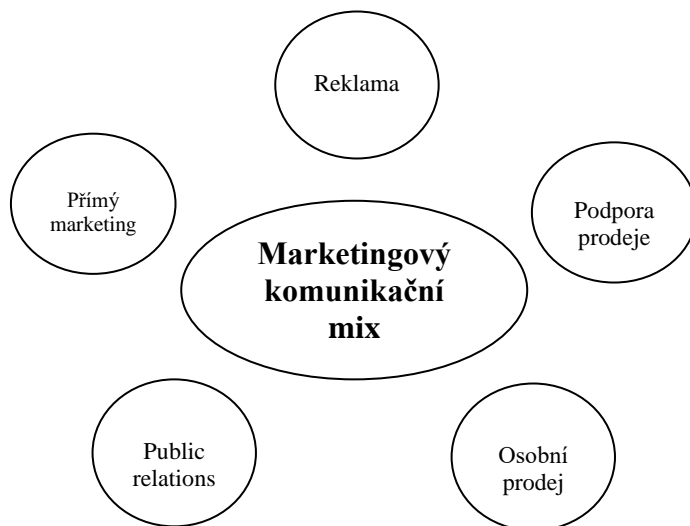 Reklama
Přímý
marketing
Podpora
prodeje
Marketingový
komunikační
mix
Public
relations
Osobní
prodej